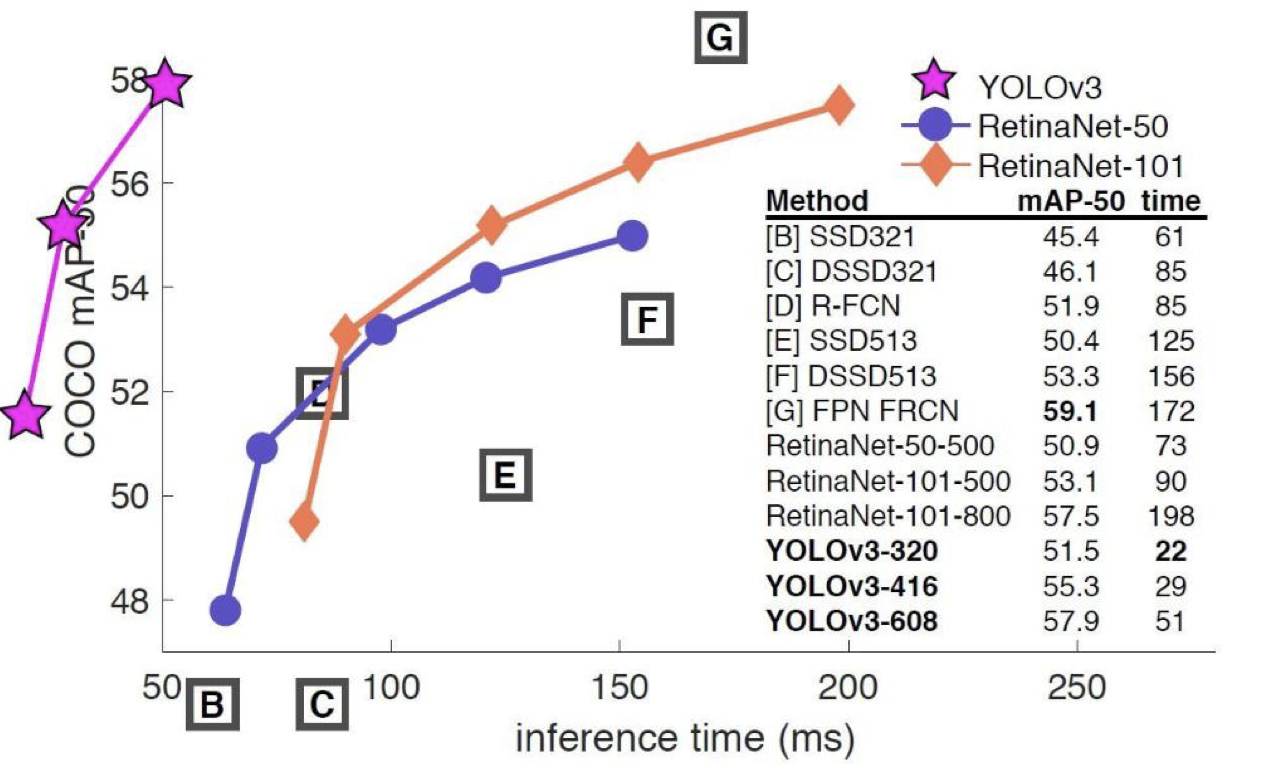 G
58
56
54
52
50
48
COCO mAP-50
D
E
F
B
C
50 100 150 200 250
inference time (ms)
YOLOv3
RetinaNet-50
RetinaNet-101
Method mAP-50 time
[B] SSD321 45.4 61
[C] DSSD321 46.1 85
[D] R-FCN 51.9 85
[E] SSD513 50.4 125
[F] DSSD513 53.3 156
[G] FPN FRCN 59.1 172
RetinaNet-50-500 50.9 73
RetinaNet-101-500 53.1 90
RetinaNet-101-800 57.5 198
YOLOv3-320 51.5 22
YOLOv3-416 55.3 29
YOLOv3-608 57.9 51